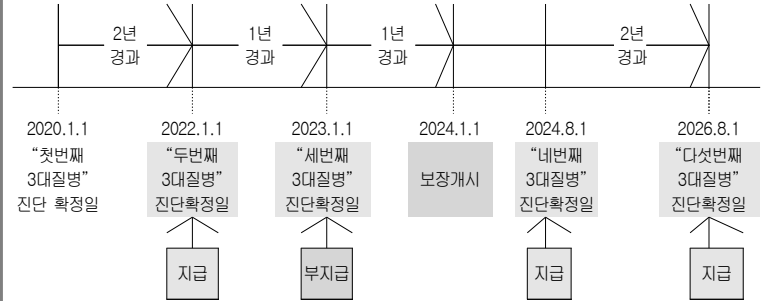 2년
경과
1년
경과
1년
경과
2년
경과
2020.1.1
“첫번째
3대질병”
진단 확정일
2022.1.1
“두번째
3대질병”
진단확정일
2023.1.1
“세번째
3대질병”
진단확정일
2024.1.1
보장개시
2024.8.1
“네번째
3대질병”
진단확정일
2026.8.1
“다섯번째
3대질병”
진단확정일
지급
부지급
지급
지급